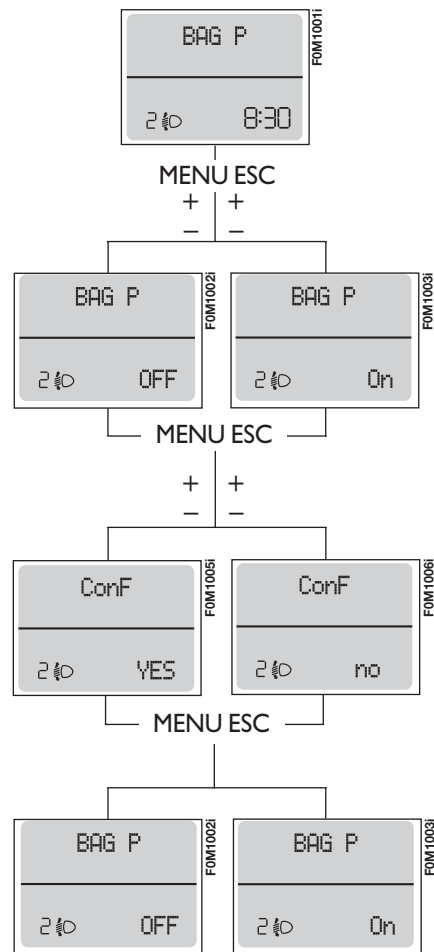 BAG P
2 8:30
F0M1001i
MENU ESC
+ +
– –
BAG P
2 OFF
F0M1002i
BAG P
2 On
F0M1003i
MENU ESC
+ +
– –
ConF
2 YES
F0M1005i
ConF
2 no
F0M1006i
MENU ESC
BAG P
2 OFF
F0M1002i
BAG P
2 On
F0M1003i